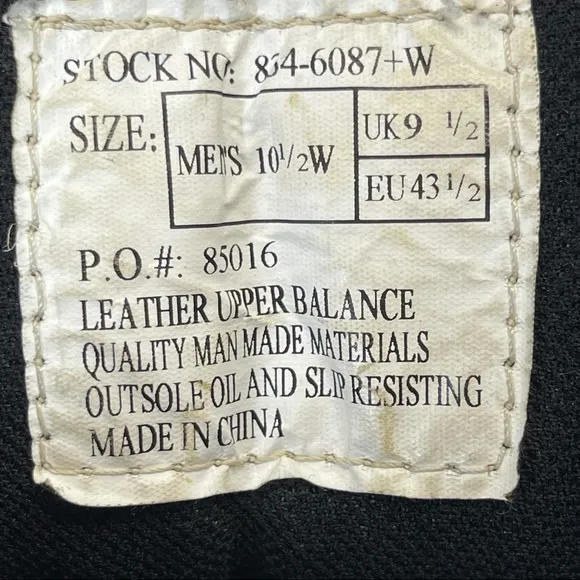 STOCK NO: 834-6087+W
SIZE:
MENS 10 1/2W
UK9 1/2
EU43 1/2
P.O.#: 85016
LEATHER UPPER BALANCE
QUALITY MAN MADE MATERIALS
OUTSOLE OIL AND SLIP RESISTING
MADE IN CHINA